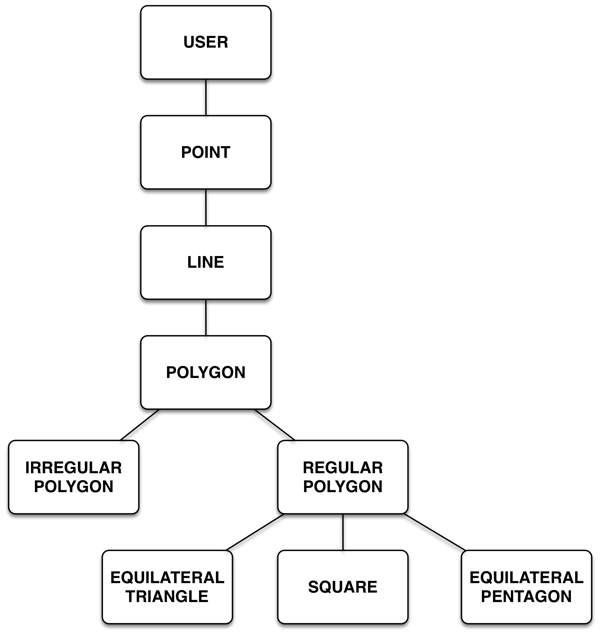 USER
POINT
LINE
POLYGON
IRREGULAR
POLYGON
REGULAR
POLYGON
EQUILATERAL
TRIANGLE
SQUARE
EQUILATERAL
PENTAGON